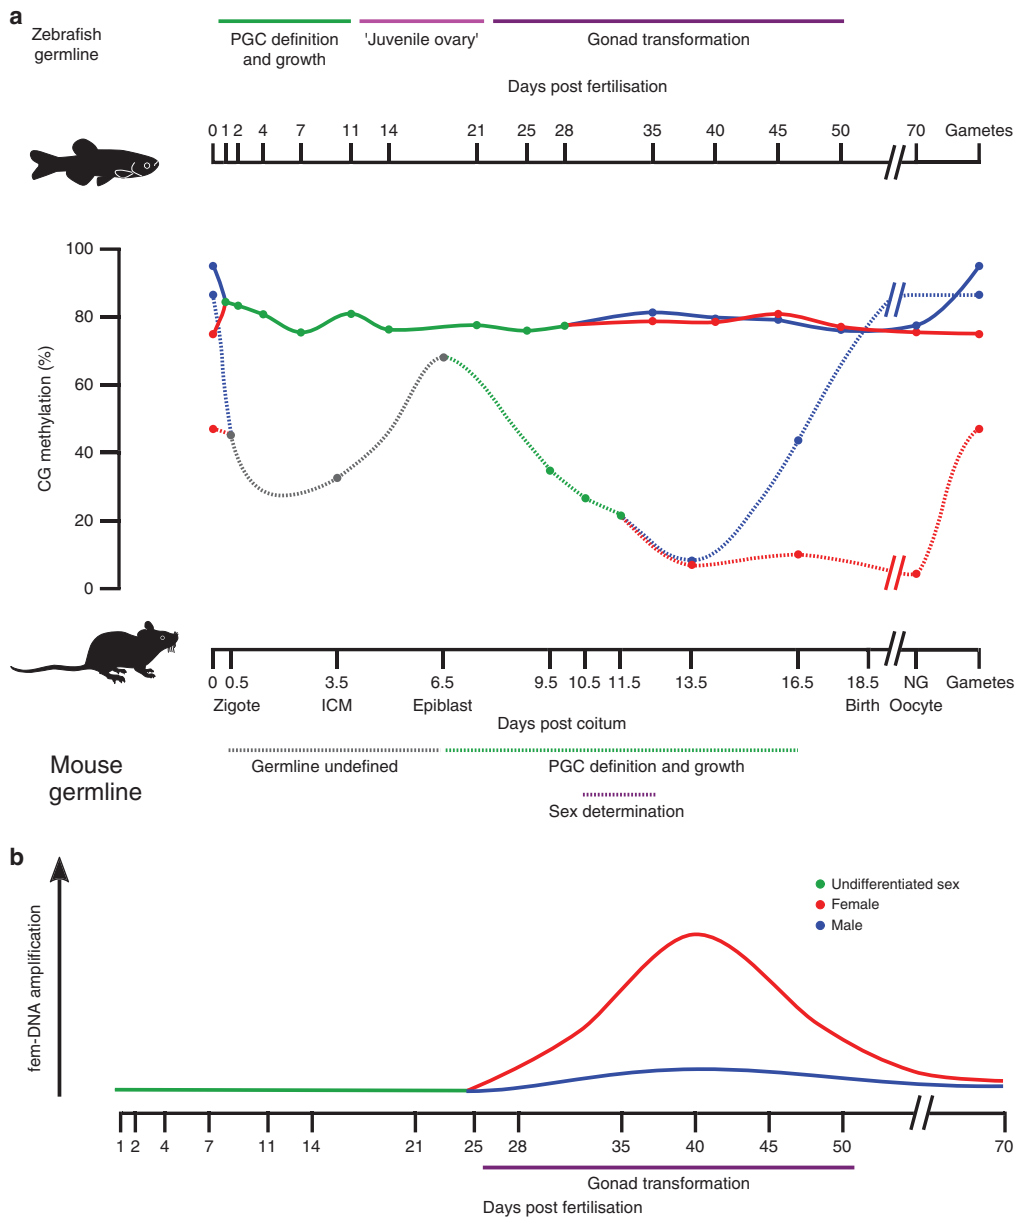 a
Zebrafish
germline
PGC definition
and growth
'Juvenile ovary'
Gonad transformation
Days post fertilisation
0 1 2 4 7 11 14 21 25 28 35 40 45 50 70 Gametes
100
80
60
40
20
0
CG methylation (%)
0 0.5 3.5 6.5 9.5 10.5 11.5 13.5 16.5 18.5 NG Gametes
Zigote ICM Epiblast Birth Oocyte
Days post coitum
Germline undefined
PGC definition and growth
Sex determination
Mouse
germline
b
fem-DNA amplification
Undifferentiated sex
Female
Male
1 2 4 7 11 14 21 25 28 35 40 45 50 70
Gonad transformation
Days post fertilisation